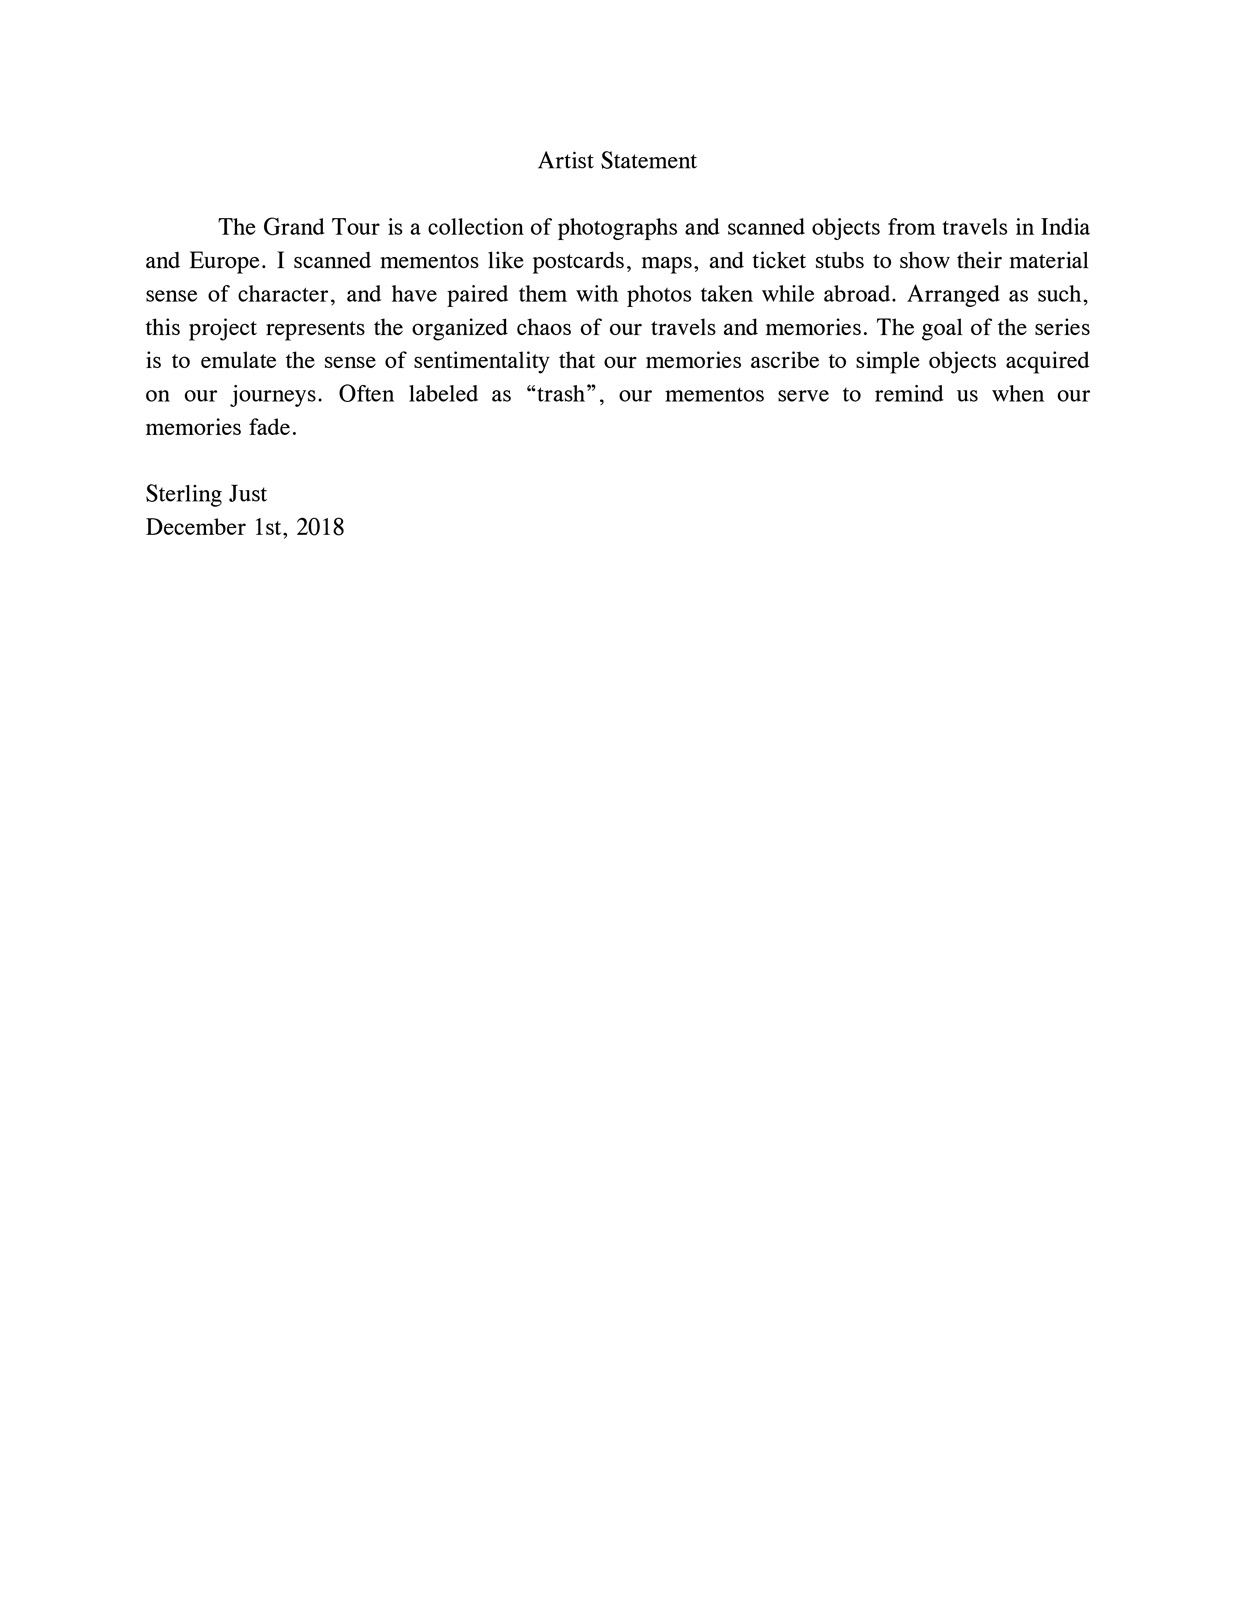 Artist Statement
The Grand Tour is a collection of photographs and scanned objects from travels in India
and Europe. I scanned mementos like postcards, maps, and ticket stubs to show their material
sense of character, and have paired them with photos taken while abroad. Arranged as such,
this project represents the organized chaos of our travels and memories. The goal of the series
is to emulate the sense of sentimentality that our memories ascribe to simple objects acquired
on our journeys. Often labeled as “trash”, our mementos serve to remind us when our
memories fade.
Sterling Just
December 1st, 2018